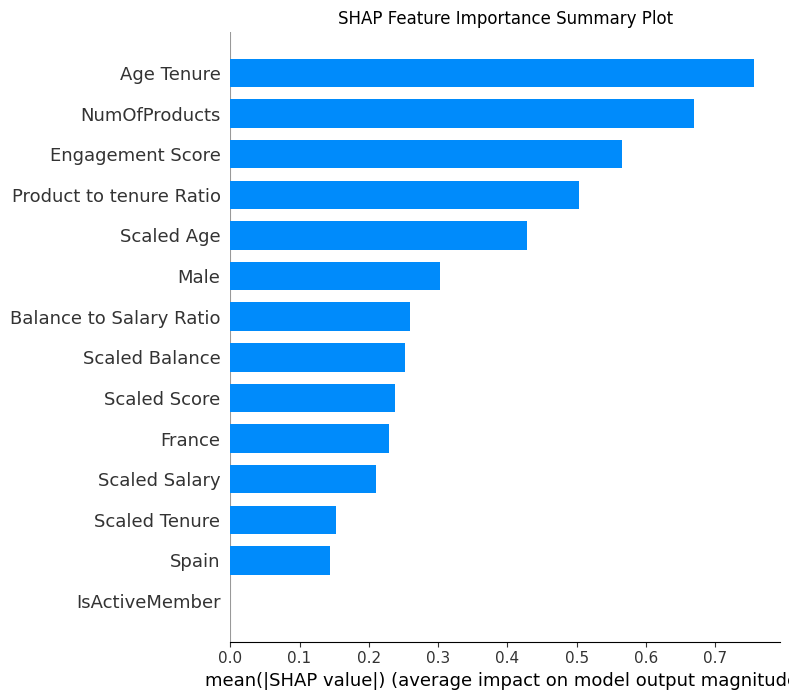 SHAP Feature Importance Summary Plot
Age Tenure
NumOfProducts
Engagement Score
Product to tenure Ratio
Scaled Age
Male
Balance to Salary Ratio
Scaled Balance
Scaled Score
France
Scaled Salary
Scaled Tenure
Spain
IsActiveMember
0.0 0.1 0.2 0.3 0.4 0.5 0.6 0.7
mean(|SHAP value|) (average impact on model output magnitude